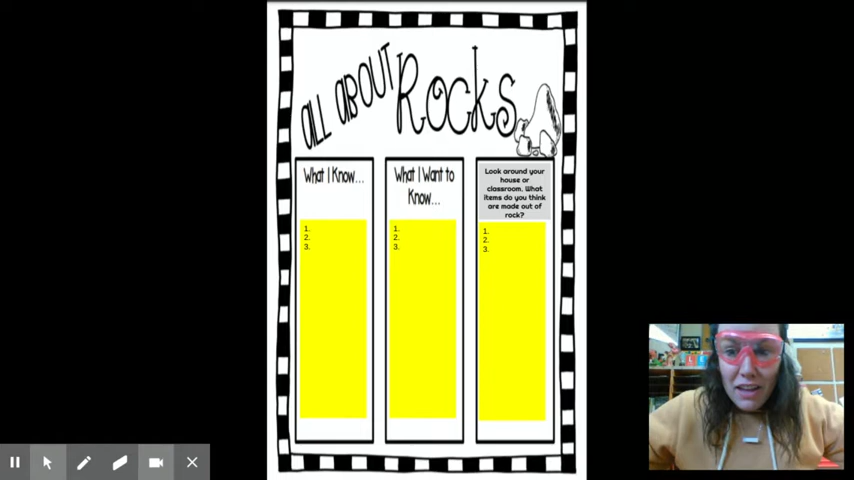 ALL ABOUT Rocks
What I Know...
1.
2.
3.
What I Want to
Know...
1.
2.
3.
Look around your
house or
classroom. What
items do you think
are made out of
rock?
1.
2.
3.